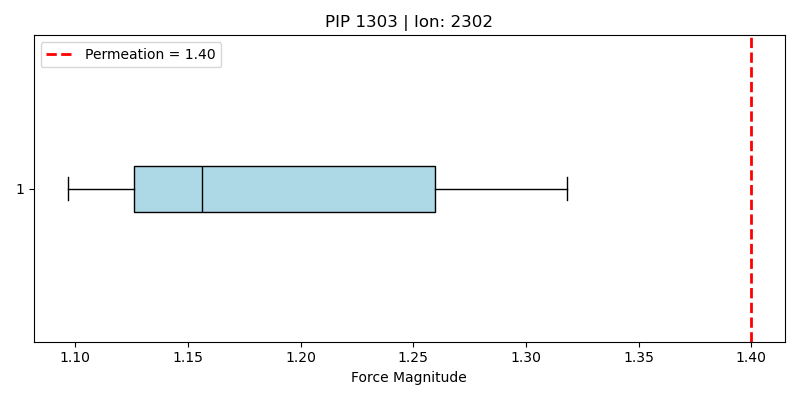 PIP 1303 | Ion: 2302
Permeation = 1.40
1
1.10 1.15 1.20 1.25 1.30 1.35 1.40
Force Magnitude